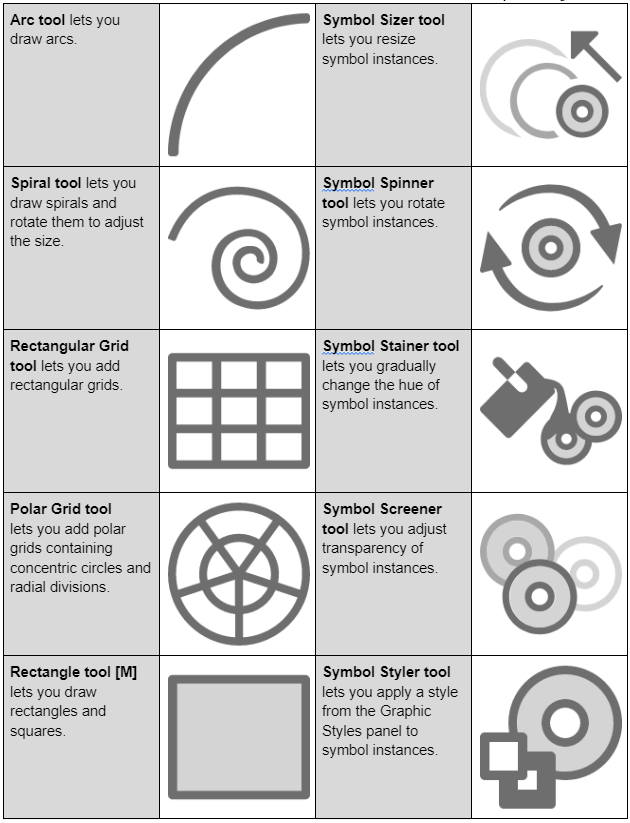 Arc tool lets you
draw arcs.
Symbol Sizer tool
lets you resize
symbol instances.
Spiral tool lets you
draw spirals and
rotate them to adjust
the size.
Symbol Spinner
tool lets you rotate
symbol instances.
Rectangular Grid
tool lets you add
rectangular grids.
Symbol Stainer tool
lets you gradually
change the hue of
symbol instances.
Polar Grid tool
lets you add polar
grids containing
concentric circles and
radial divisions.
Symbol Screener
tool lets you adjust
transparency of
symbol instances.
Rectangle tool [M]
lets you draw
rectangles and
squares.
Symbol Styler tool
lets you apply a style
from the Graphic
Styles panel to
symbol instances.